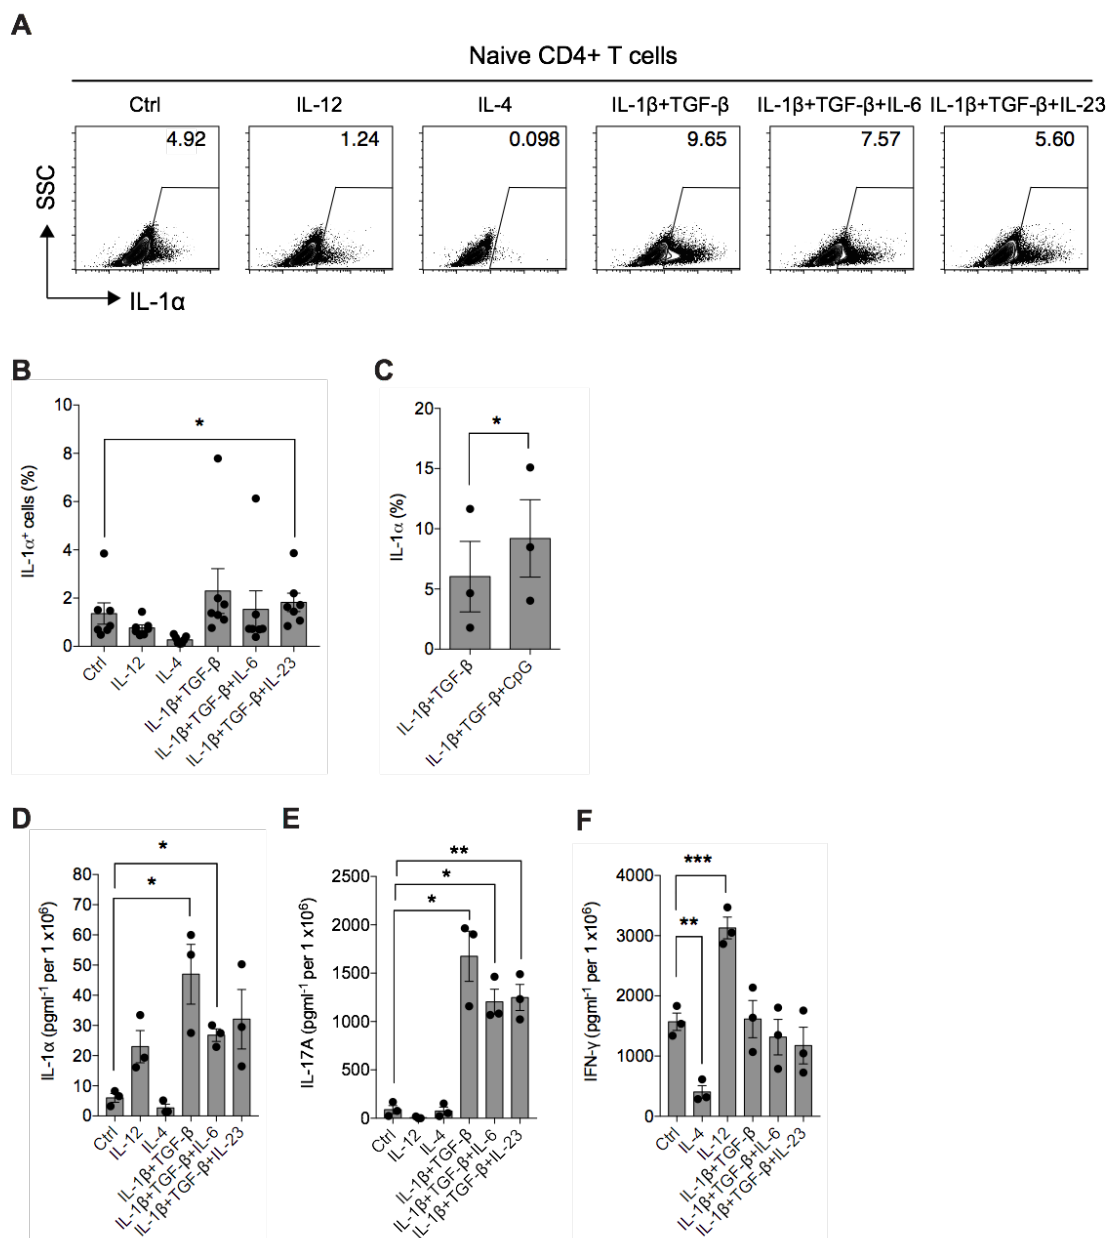 A
Naive CD4+ T cells
Ctrl IL-12 IL-4 IL-1β+TGF-β IL-1β+TGF-β+IL-6 IL-1β+TGF-β+IL-23
4.92 1.24 0.098 9.65 7.57 5.60
SSC
IL-1α
B
10
8
6
4
2
0
IL-1α⁺ cells (%)
*
Ctrl
IL-12
IL-4
IL-1β+TGF-β
IL-1β+TGF-β+IL-6
IL-1β+TGF-β+IL-23
C
20
15
10
5
0
IL-1α (%)
*
IL-1β+TGF-β
IL-1β+TGF-β+CpG
D
80
70
60
50
40
30
20
10
0
IL-1α (pgml⁻¹ per 1 x10⁶)
*
*
Ctrl
IL-12
IL-4
IL-1β+TGF-β
IL-1β+TGF-β+IL-6
IL-1β+TGF-β+IL-23
E
2500
2000
1500
1000
500
0
IL-17A (pgml⁻¹ per 1 x10⁶)
**
*
*
Ctrl
IL-12
IL-4
IL-1β+TGF-β
IL-1β+TGF-β+IL-6
IL-1β+TGF-β+IL-23
F
4000
3000
2000
1000
0
IFN-γ (pgml⁻¹ per 1 x10⁶)
***
**
Ctrl
IL-4
IL-12
IL-1β+TGF-β
IL-1β+TGF-β+IL-6
IL-1β+TGF-β+IL-23